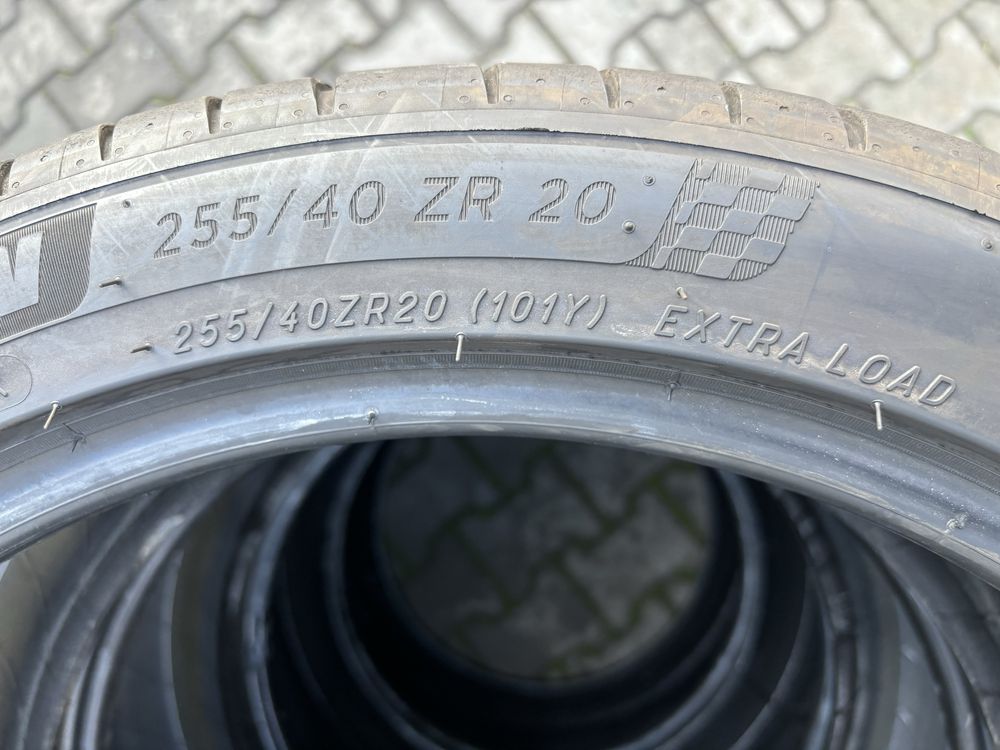 255/40 ZR 20
255/40ZR20 (101Y) EXTRA LOAD